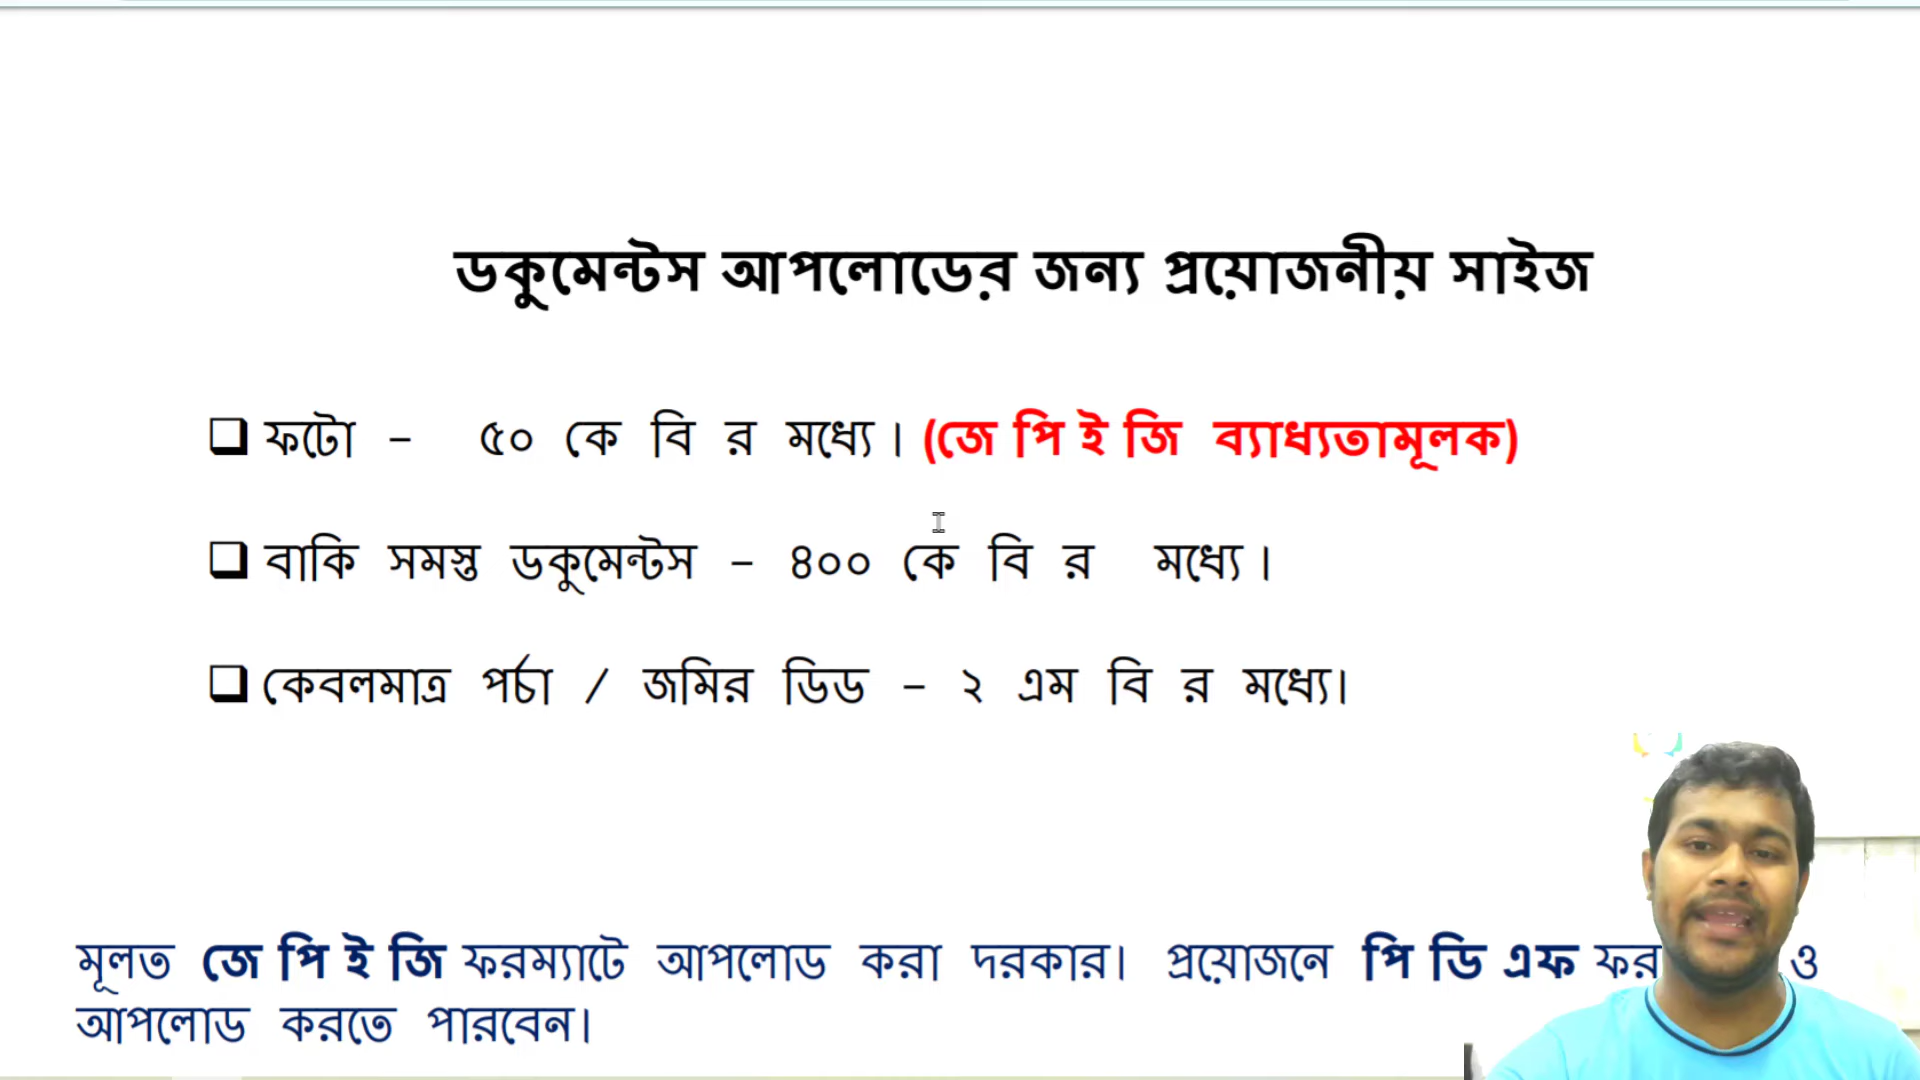 ডকুমেন্টস আপলোডের জন্য প্রয়োজনীয় সাইজ
ফটো – ৫০ কে বি র মধ্যে। (জে পি ই জি ব্যাধ্যতামূলক)
বাকি সমস্ত ডকুমেন্টস – ৪০০ কে বি র মধ্যে।
কেবলমাত্র পর্চা / জমির ডিড – ২ এম বি র মধ্যে।
মূলত জে পি ই জি ফরম্যাটে আপলোড করা দরকার। প্রয়োজনে পি ডি এফ ও
আপলোড করতে পারবেন।